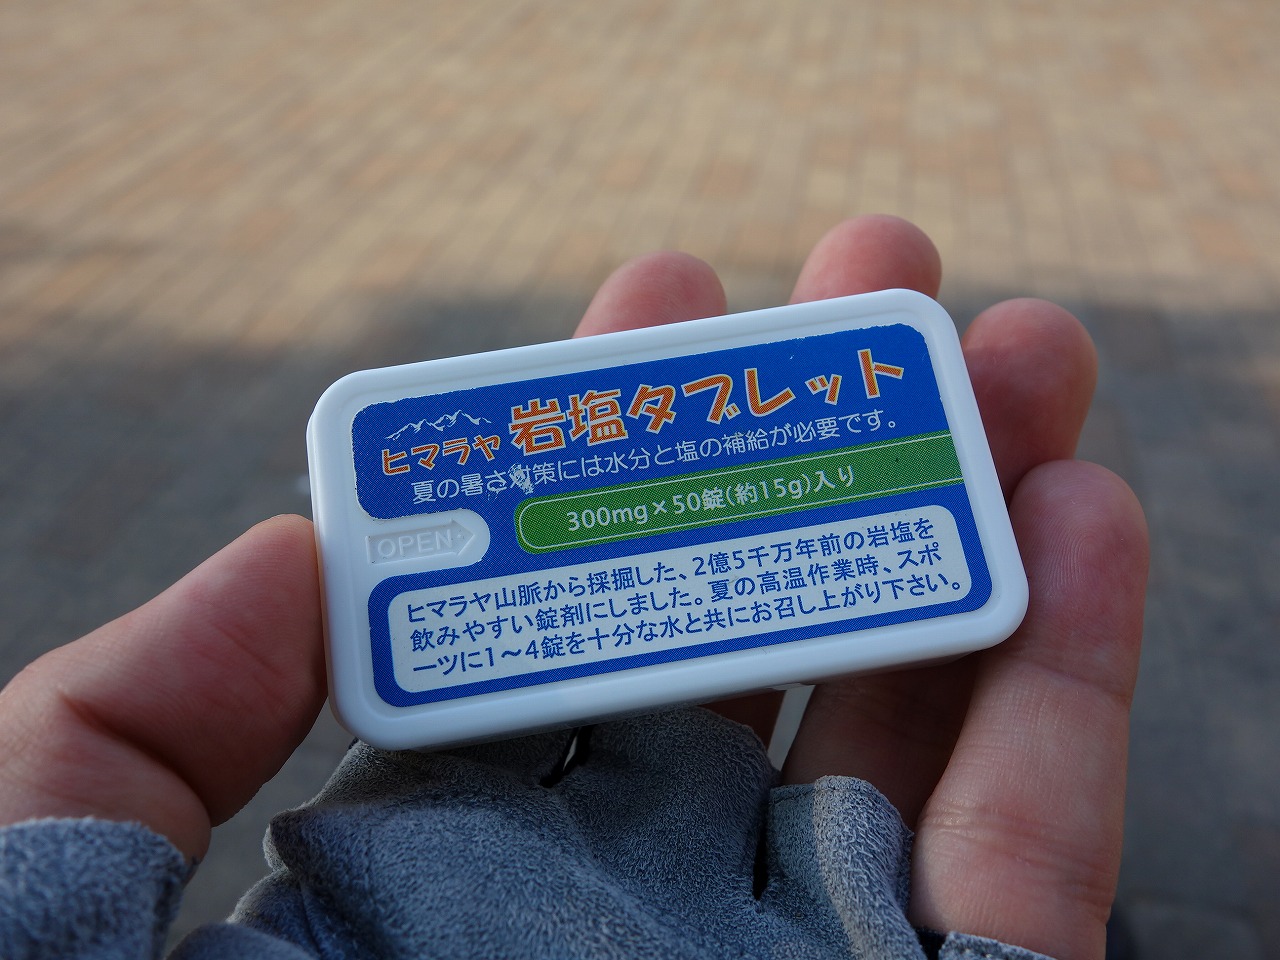 ヒマラヤ 岩塩タブレット
夏の暑さ対策には水分と塩の補給が必要です。
300mg×50錠(約15g)入り
OPEN
ヒマラヤ山脈から採掘した、2億5千万年前の岩塩を
飲みやすい錠剤にしました。夏の高温作業時、スポ
ーツに1〜4錠を十分な水と共にお召し上がり下さい。